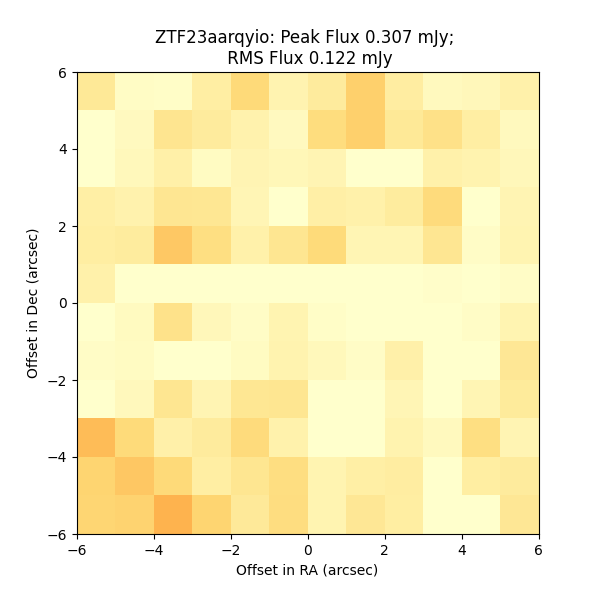 ZTF23aarqyio: Peak Flux 0.307 mJy;
RMS Flux 0.122 mJy
6
4
2
0
−2
−4
−6
Offset in Dec (arcsec)
−6 −4 −2 0 2 4 6
Offset in RA (arcsec)